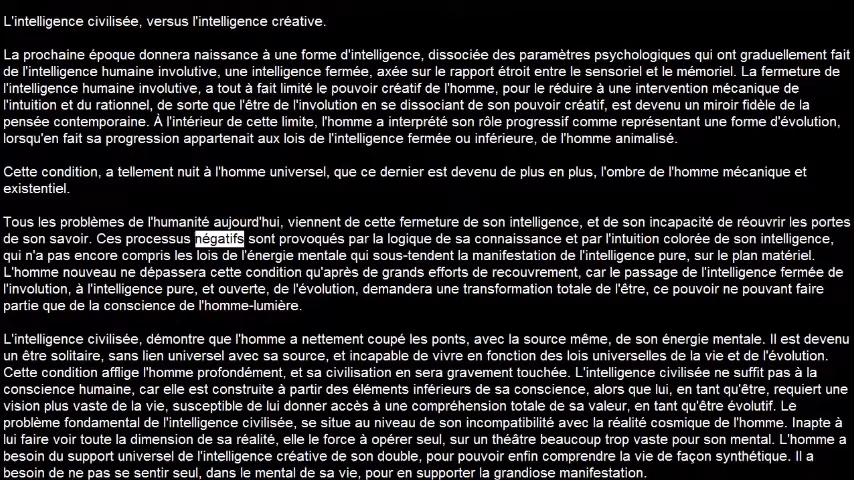 L'intelligence civilisée, versus l'intelligence créative.
La prochaine époque donnera naissance à une forme d'intelligence, dissociée des paramètres psychologiques qui ont graduellement fait
de l'intelligence humaine involutive, une intelligence fermée, axée sur le rapport étroit entre le sensoriel et le mémoriel. La fermeture de
l'intelligence humaine involutive, a tout à fait limité le pouvoir créatif de l'homme, pour le réduire à une intervention mécanique de
l'intuition et du rationnel, de sorte que l'être de l'involution en se dissociant de son pouvoir créatif, est devenu un miroir fidèle de la
pensée contemporaine. À l'intérieur de cette limite, l'homme a interprété son rôle progressif comme représentant une forme d'évolution,
lorsqu'en fait sa progression appartenait aux lois de l'intelligence fermée ou inférieure, de l'homme animalisé.
Cette condition, a tellement nuit à l'homme universel, que ce dernier est devenu de plus en plus, l'ombre de l'homme mécanique et
existentiel.
Tous les problèmes de l'humanité aujourd'hui, viennent de cette fermeture de son intelligence, et de son incapacité de réouvrir les portes
de son savoir. Ces processus négatifs sont provoqués par la logique de sa connaissance et par l'intuition colorée de son intelligence,
qui n'a pas encore compris les lois de l'énergie mentale qui sous-tendent la manifestation de l'intelligence pure, sur le plan matériel.
L'homme nouveau ne dépassera cette condition qu'après de grands efforts de recouvrement, car le passage de l'intelligence fermée de
l'involution, à l'intelligence pure, et ouverte, de l'évolution, demandera une transformation totale de l'être, ce pouvoir ne pouvant faire
partie que de la conscience de l'homme-lumière.
L'intelligence civilisée, démontre que l'homme a nettement coupé les ponts, avec la source même, de son énergie mentale. Il est devenu
un être solitaire, sans lien universel avec sa source, et incapable de vivre en fonction des lois universelles de la vie et de l'évolution.
Cette condition afflige l'homme profondément, et sa civilisation en sera gravement touchée. L'intelligence civilisée ne suffit pas à la
conscience humaine, car elle est construite à partir des éléments inférieurs de sa conscience, alors que lui, en tant qu'être, requiert une
vision plus vaste de la vie, susceptible de lui donner accès à une compréhension totale de sa valeur, en tant qu'être évolutif. Le
problème fondamental de l'intelligence civilisée, se situe au niveau de son incompatibilité avec la réalité cosmique de l'homme. Inapte à
lui faire voir toute la dimension de sa réalité, elle le force à opérer seul, sur un théâtre beaucoup trop vaste pour son mental. L'homme a
besoin du support universel de l'intelligence créative de son double, pour pouvoir enfin comprendre la vie de façon synthétique. Il a
besoin de ne pas se sentir seul, dans le mental de sa vie, pour en supporter la grandiose manifestation.